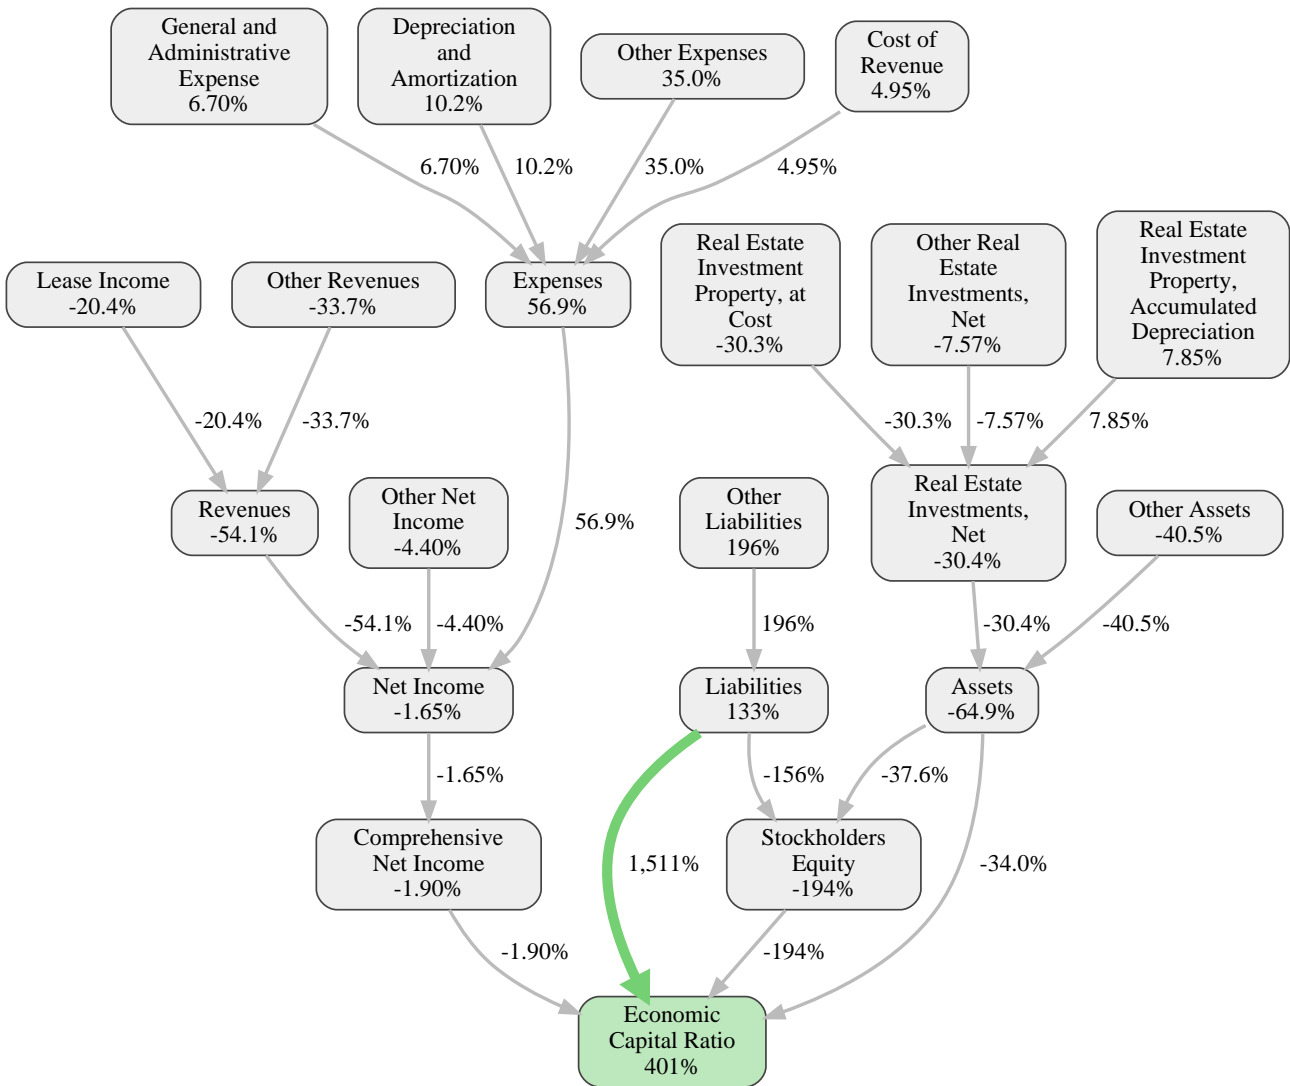 General and
Administrative
Expense
6.70%
Depreciation
and
Amortization
10.2%
Other Expenses
35.0%
Cost of
Revenue
4.95%
6.70%
10.2%
35.0%
4.95%
Lease Income
-20.4%
Other Revenues
-33.7%
Expenses
56.9%
Real Estate
Investment
Property, at
Cost
-30.3%
Other Real
Estate
Investments,
Net
-7.57%
Real Estate
Investment
Property,
Accumulated
Depreciation
7.85%
-20.4%
-33.7%
-30.3%
-7.57%
7.85%
Revenues
-54.1%
Other Net
Income
-4.40%
56.9%
Other
Liabilities
196%
Real Estate
Investments,
Net
-30.4%
Other Assets
-40.5%
-54.1%
-4.40%
196%
-30.4%
-40.5%
Net Income
-1.65%
Liabilities
133%
Assets
-64.9%
-1.65%
-156%
-37.6%
Comprehensive
Net Income
-1.90%
1,511%
Stockholders
Equity
-194%
-34.0%
-1.90%
-194%
Economic
Capital Ratio
401%